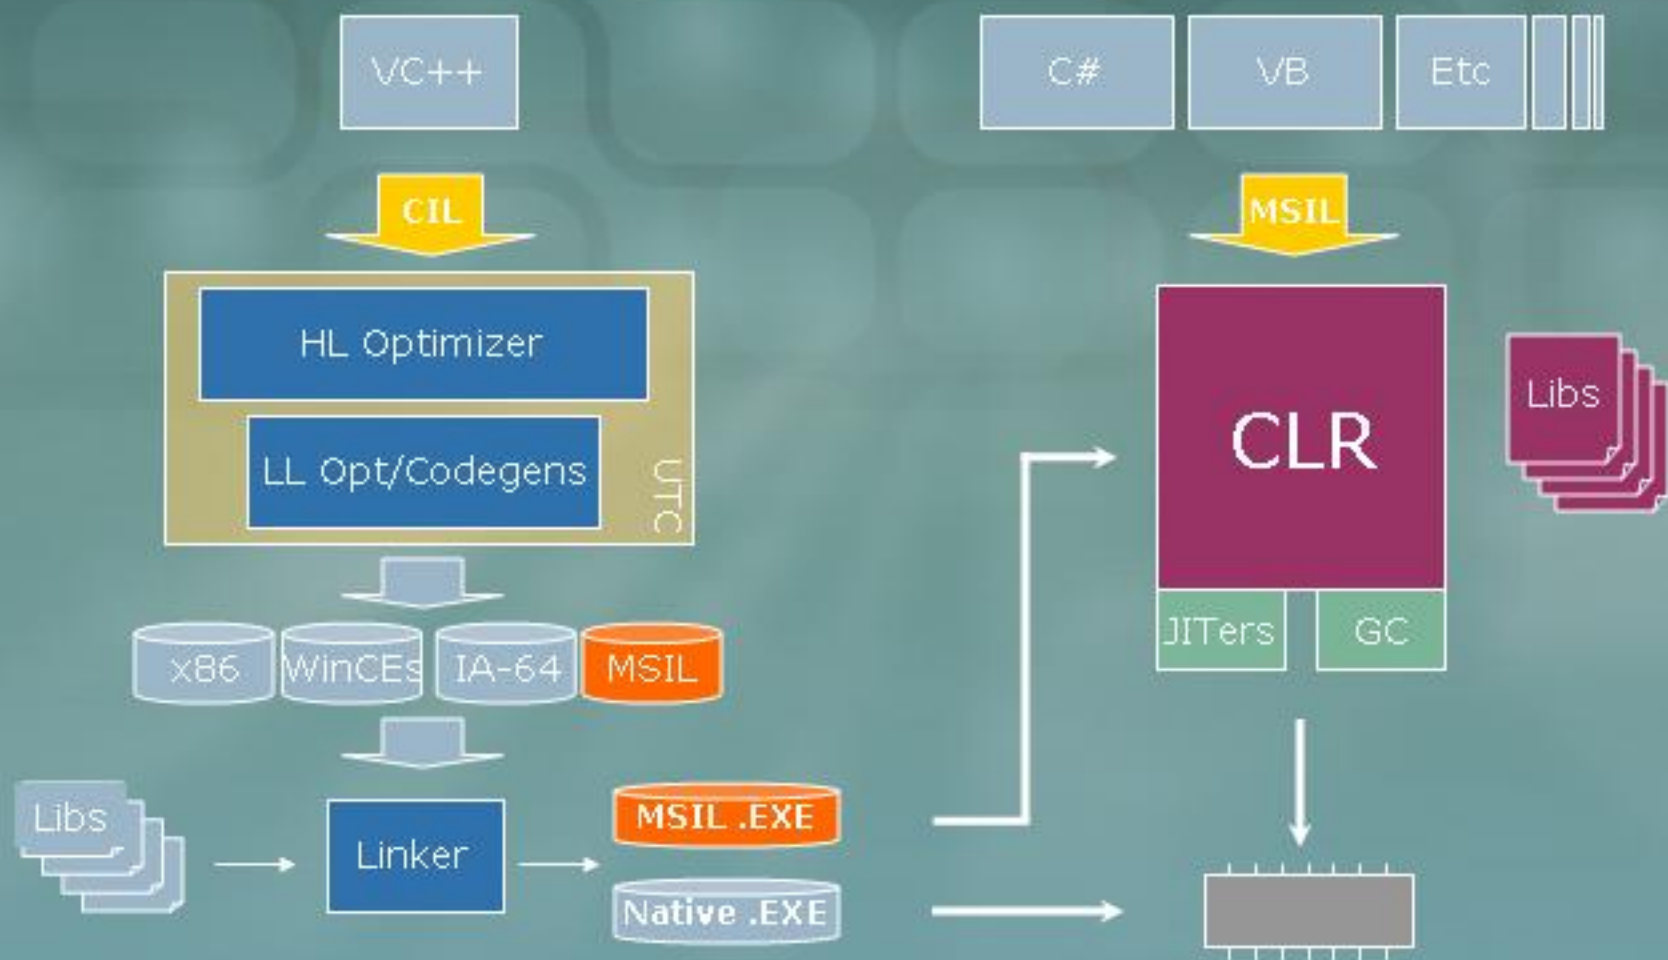 VC++
C#
VB
Etc
CIL
MSIL
HL Optimizer
LL Opt/Codegens
UTC
CLR
Libs
JITers
GC
x86
WinCEs
IA-64
MSIL
Libs
Linker
MSIL .EXE
Native .EXE